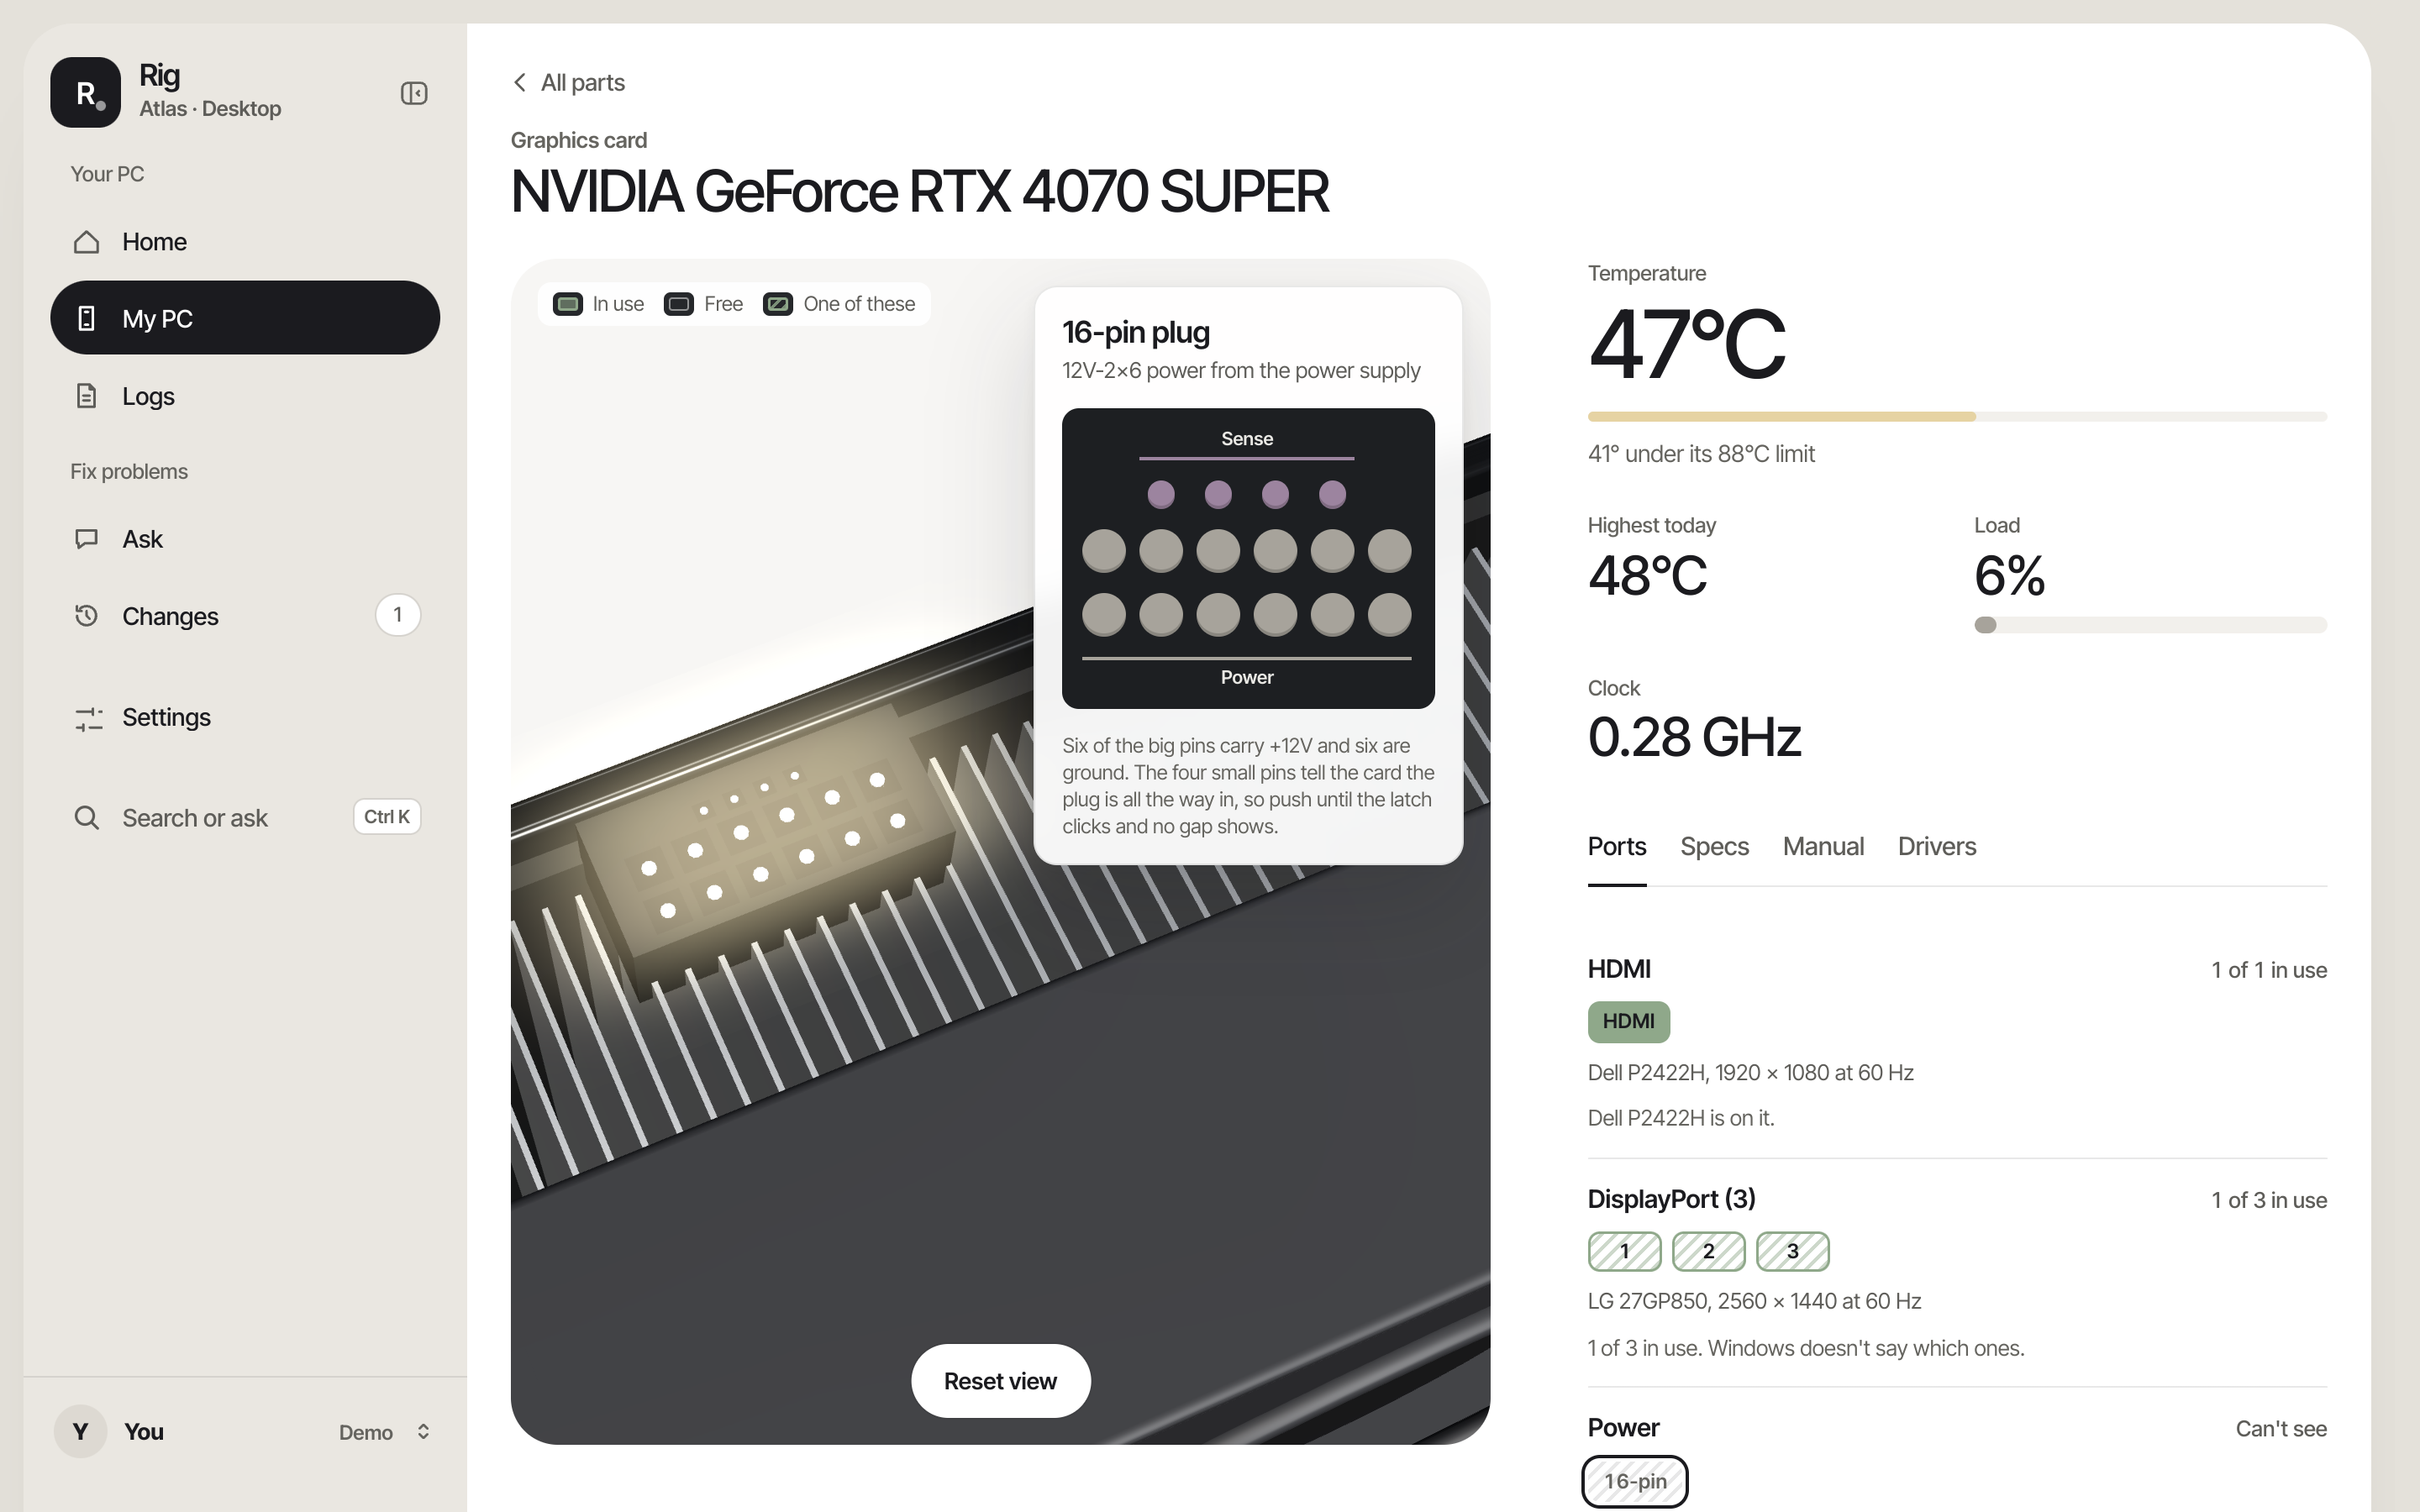 R.
Rig
Atlas · Desktop
Your PC
Home
My PC
Logs
Fix problems
Ask
Changes
1
Settings
Search or ask
Ctrl K
Y
You
Demo
All parts
Graphics card
NVIDIA GeForce RTX 4070 SUPER
In use
Free
One of these
16-pin plug
12V-2×6 power from the power supply
Sense
Power
Six of the big pins carry +12V and six are
ground. The four small pins tell the card the
plug is all the way in, so push until the latch
clicks and no gap shows.
Reset view
Temperature
47°C
41° under its 88°C limit
Highest today
48°C
Load
6%
Clock
0.28 GHz
Ports
Specs
Manual
Drivers
HDMI
1 of 1 in use
HDMI
Dell P2422H, 1920 × 1080 at 60 Hz
Dell P2422H is on it.
DisplayPort (3)
1 of 3 in use
1
2
3
LG 27GP850, 2560 × 1440 at 60 Hz
1 of 3 in use. Windows doesn't say which ones.
Power
Can't see
16-pin